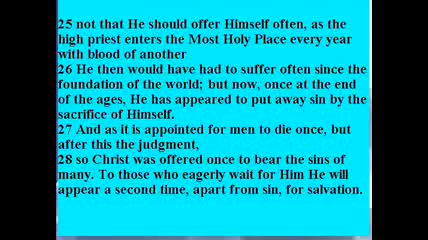 25 not that He should offer Himself often, as the
high priest enters the Most Holy Place every year
with blood of another
26 He then would have had to suffer often since the
foundation of the world; but now, once at the end
of the ages, He has appeared to put away sin by the
sacrifice of Himself.
27 And as it is appointed for men to die once, but
after this the judgment,
28 so Christ was offered once to bear the sins of
many. To those who eagerly wait for Him He will
appear a second time, apart from sin, for salvation.